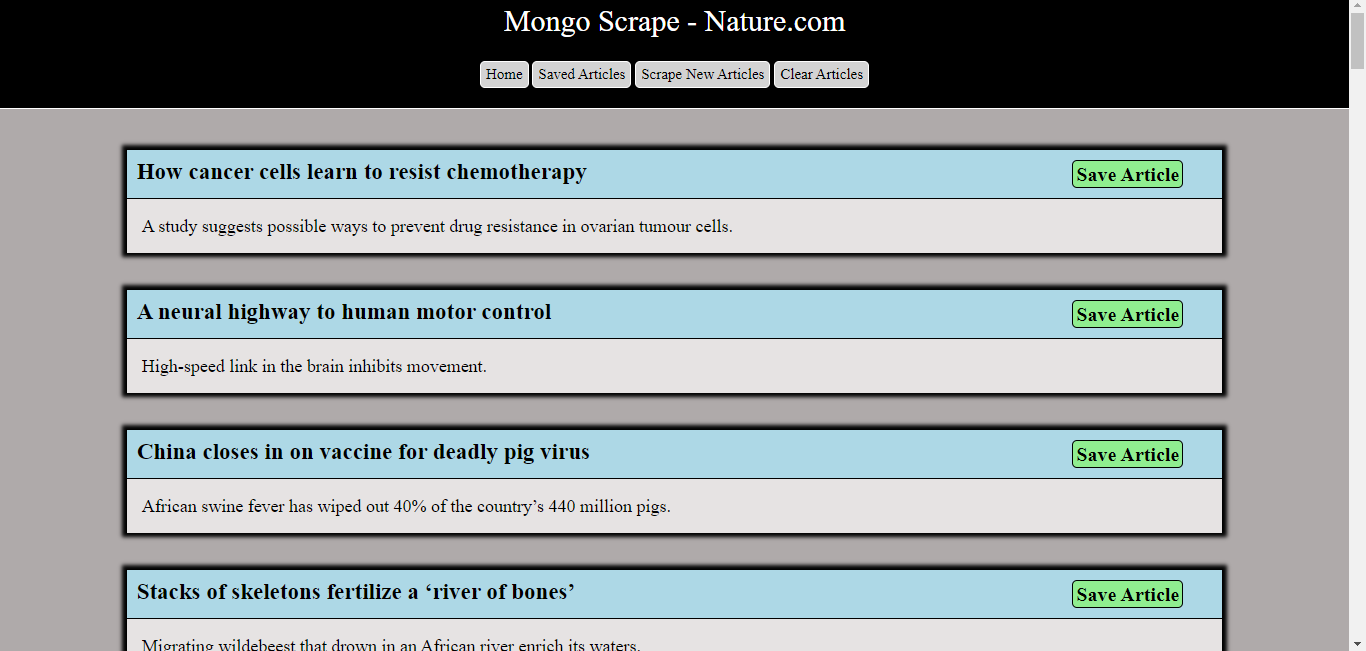 Mongo Scrape - Nature.com
Home Saved Articles Scrape New Articles Clear Articles
How cancer cells learn to resist chemotherapy Save Article
A study suggests possible ways to prevent drug resistance in ovarian tumour cells.
A neural highway to human motor control Save Article
High-speed link in the brain inhibits movement.
China closes in on vaccine for deadly pig virus Save Article
African swine fever has wiped out 40% of the country’s 440 million pigs.
Stacks of skeletons fertilize a ‘river of bones’ Save Article
Migrating wildebeest that drown in an African river enrich its waters.